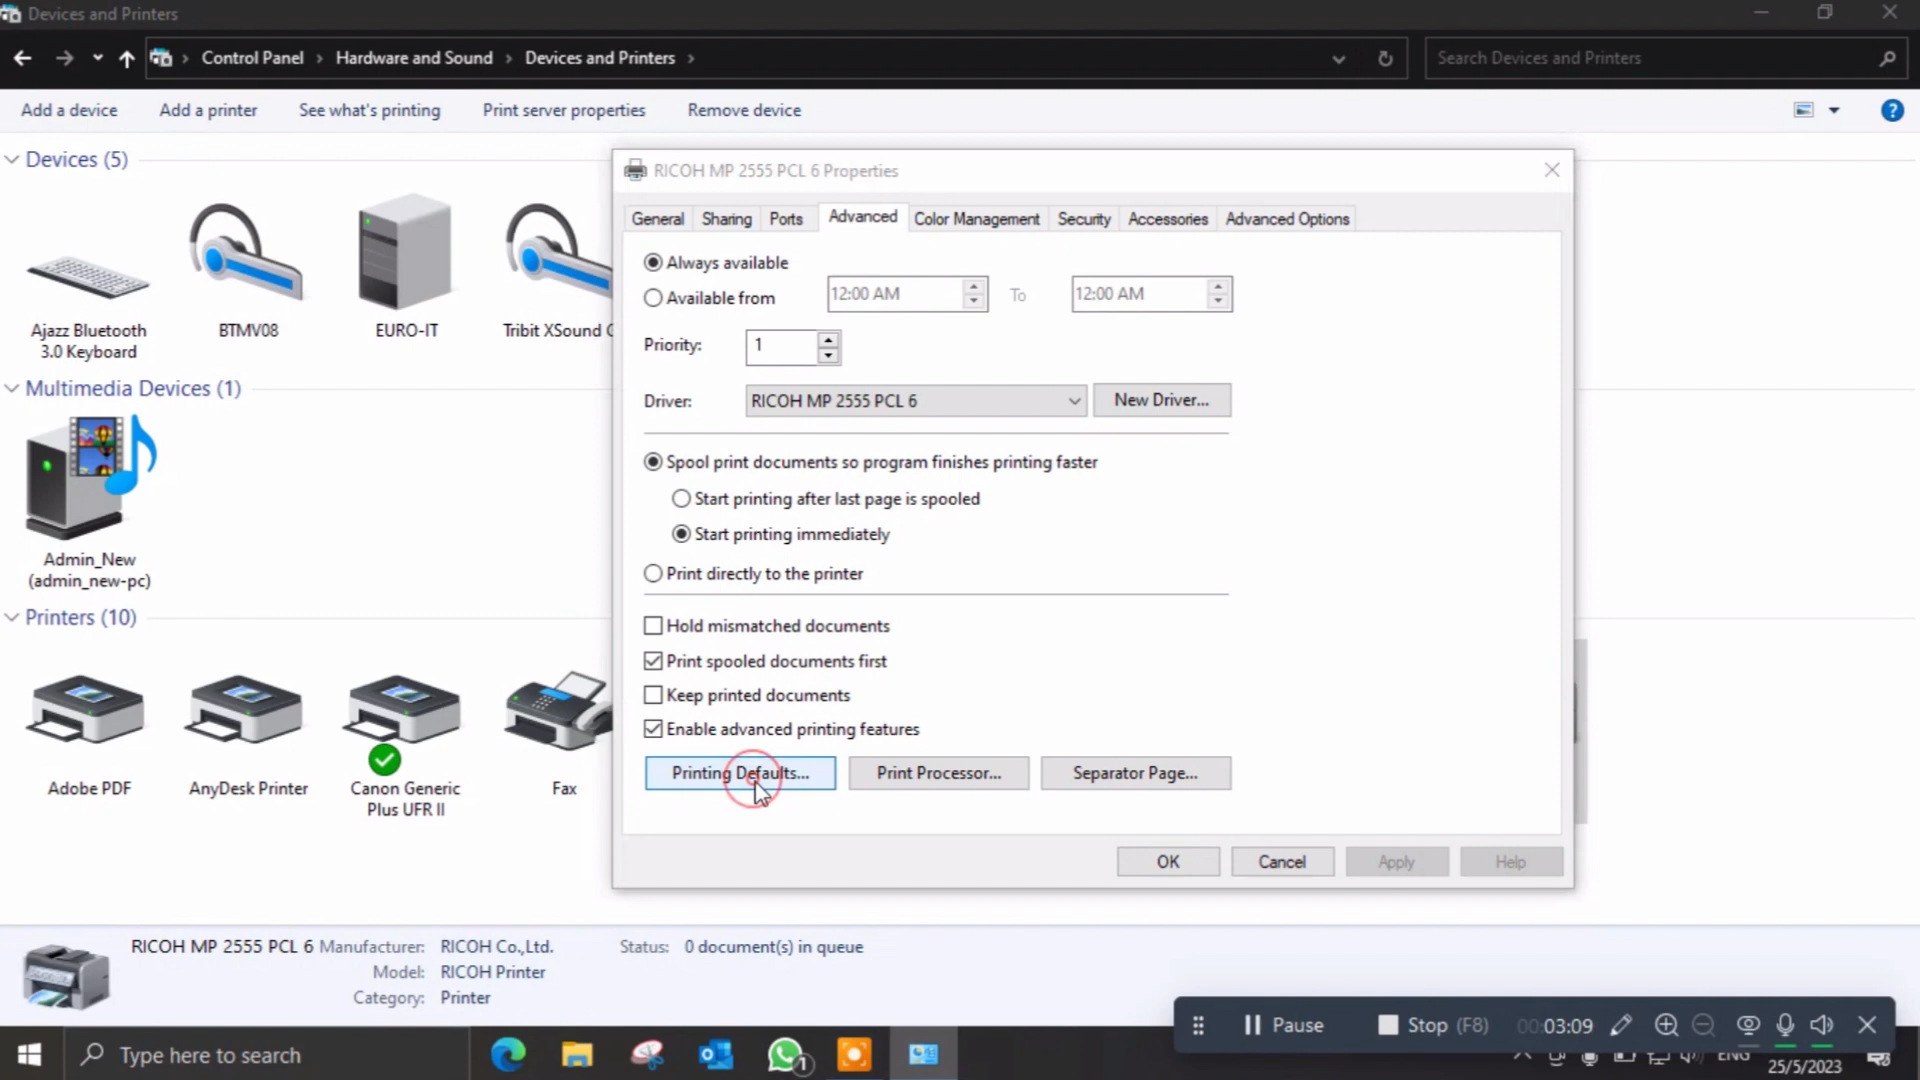 Devices and Printers
Control Panel > Hardware and Sound > Devices and Printers >
Search Devices and Printers
Add a device Add a printer See what's printing Print server properties Remove device
?
Devices (5)
Ajazz Bluetooth
3.0 Keyboard
BTMV08
EURO-IT
Tribit XSound
Multimedia Devices (1)
Admin_New
(admin_new-pc)
Printers (10)
Adobe PDF
AnyDesk Printer
Canon Generic
Plus UFR II
Fax
RICOH MP 2555 PCL 6 Properties
General Sharing Ports Advanced Color Management Security Accessories Advanced Options
Always available
Available from 12:00 AM To 12:00 AM
Priority: 1
Driver: RICOH MP 2555 PCL 6 New Driver...
Spool print documents so program finishes printing faster
Start printing after last page is spooled
Start printing immediately
Print directly to the printer
Hold mismatched documents
Print spooled documents first
Keep printed documents
Enable advanced printing features
Printing Defaults... Print Processor... Separator Page...
OK Cancel Apply Help
RICOH MP 2555 PCL 6 Manufacturer: RICOH Co.,Ltd. Status: 0 document(s) in queue
Model: RICOH Printer
Category: Printer
Pause Stop (F8) 00:03:09
Type here to search
1
ENG
25/5/2023